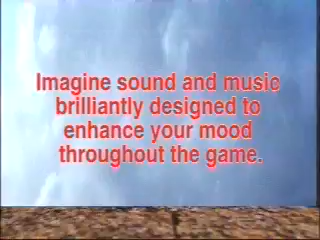 Imagine sound and music
brilliantly designed to
enhance your mood
throughout the game.